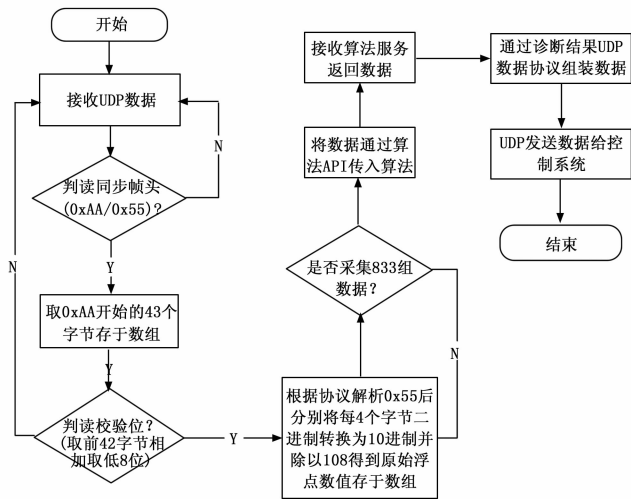 开始
接收UDP数据
N
判读同步帧头
(0xAA/0x55)?
Y
N
取0xAA开始的43个
字节存于数组
Y
判读校验位?
(取前42字节相
加取低8位)
Y
根据协议解析0x55后
分别将每4个字节二
进制转换为10进制并
除以108得到原始浮
点数值存于数组
N
是否采集833组
数据?
将数据通过算
法API传入算法
接收算法服务
返回数据
通过诊断结果UDP
数据协议组装数据
UDP发送数据给控
制系统
结束